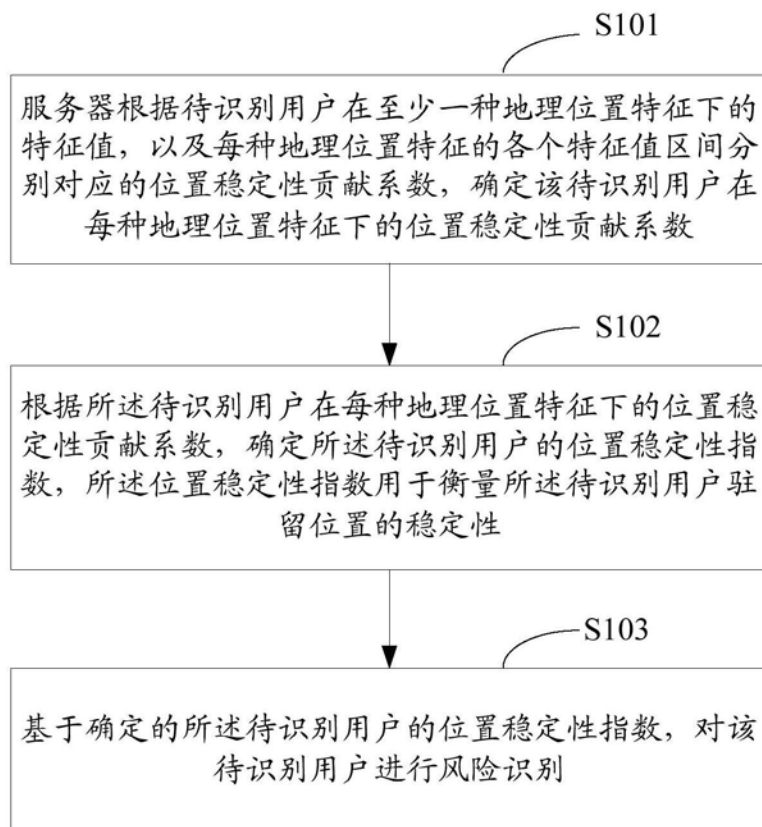 S101
服务器根据待识别用户在至少一种地理位置特征下的
特征值，以及每种地理位置特征的各个特征值区间分
别对应的位置稳定性贡献系数，确定该待识别用户在
每种地理位置特征下的位置稳定性贡献系数
S102
根据所述待识别用户在每种地理位置特征下的位置稳
定性贡献系数，确定所述待识别用户的位置稳定性指
数，所述位置稳定性指数用于衡量所述待识别用户驻
留位置的稳定性
S103
基于确定的所述待识别用户的位置稳定性指数，对该
待识别用户进行风险识别